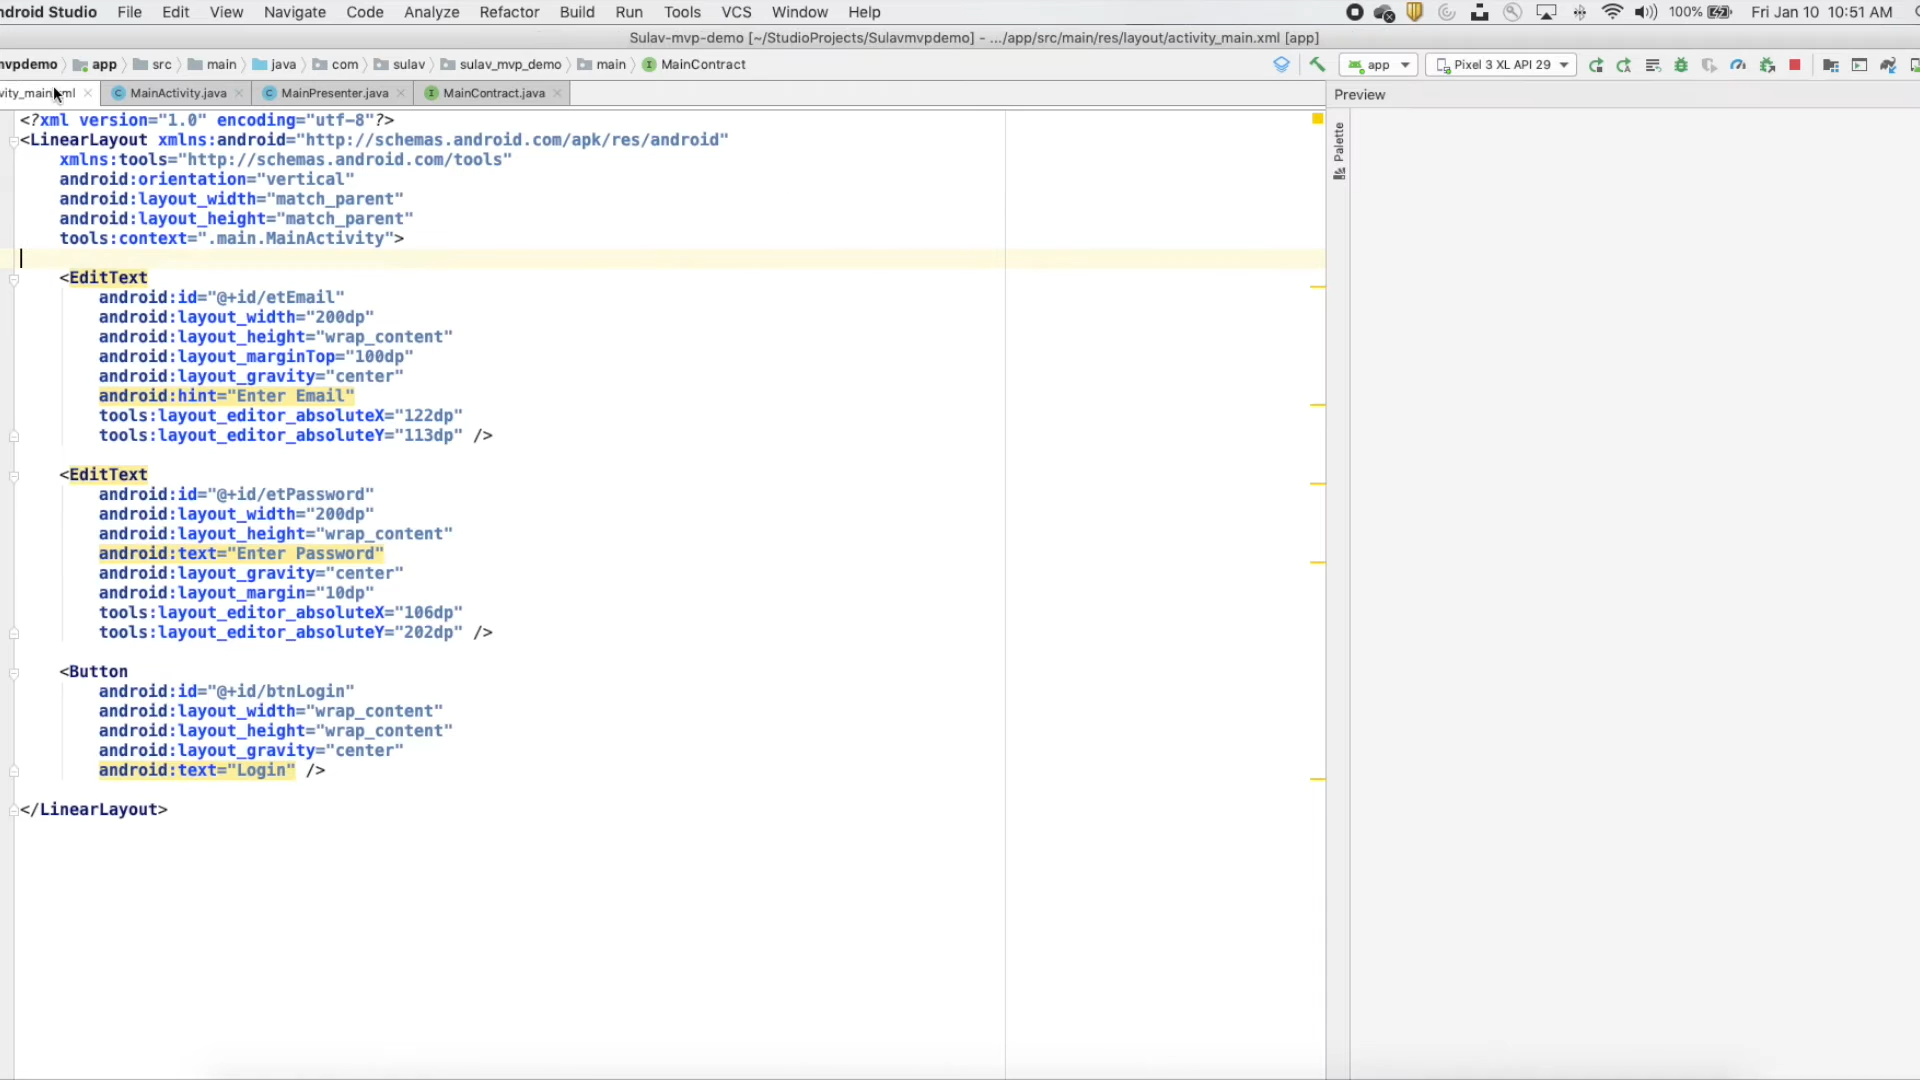 ndroid Studio File Edit View Navigate Code Analyze Refactor Build Run Tools VCS Window Help 100% Fri Jan 10 10:51 AM
Sulav-mvp-demo [~/StudioProjects/Sulavmvpdemo] - .../app/src/main/res/layout/activity_main.xml [app]
mvpdemo app src main java com sulav sulav_mvp_demo main MainContract app Pixel 3 XL API 29
vity_main.xml MainActivity.java MainPresenter.java MainContract.java Preview
Palette
<?xml version="1.0" encoding="utf-8"?>
<LinearLayout xmlns:android="http://schemas.android.com/apk/res/android"
xmlns:tools="http://schemas.android.com/tools"
android:orientation="vertical"
android:layout_width="match_parent"
android:layout_height="match_parent"
tools:context=".main.MainActivity">
<EditText
android:id="@+id/etEmail"
android:layout_width="200dp"
android:layout_height="wrap_content"
android:layout_marginTop="100dp"
android:layout_gravity="center"
android:hint="Enter Email"
tools:layout_editor_absoluteX="122dp"
tools:layout_editor_absoluteY="113dp" />
<EditText
android:id="@+id/etPassword"
android:layout_width="200dp"
android:layout_height="wrap_content"
android:text="Enter Password"
android:layout_gravity="center"
android:layout_margin="10dp"
tools:layout_editor_absoluteX="106dp"
tools:layout_editor_absoluteY="202dp" />
<Button
android:id="@+id/btnLogin"
android:layout_width="wrap_content"
android:layout_height="wrap_content"
android:layout_gravity="center"
android:text="Login" />
</LinearLayout>